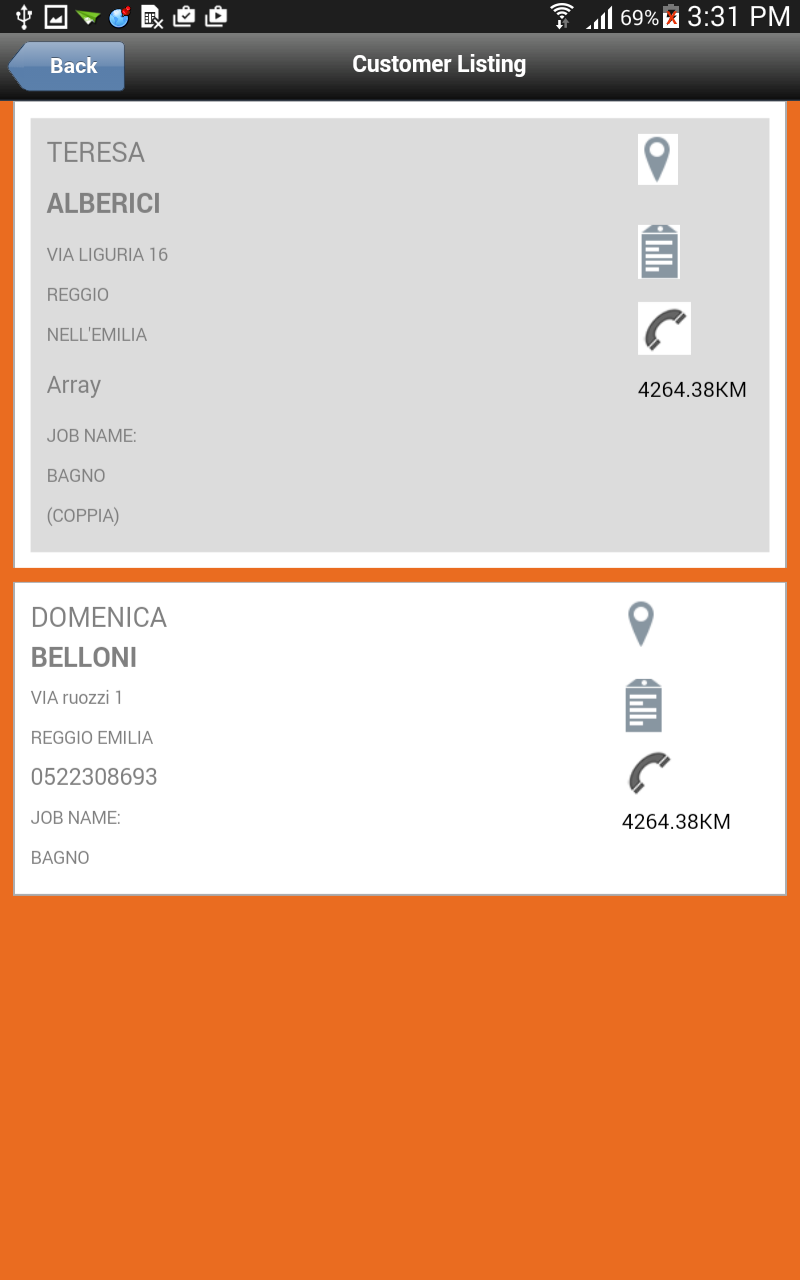 69% 3:31 PM
Back
Customer Listing
TERESA
ALBERICI
VIA LIGURIA 16
REGGIO
NELL'EMILIA
Array
4264.38KM
JOB NAME:
BAGNO
(COPPIA)
DOMENICA
BELLONI
VIA ruozzi 1
REGGIO EMILIA
0522308693
JOB NAME:
4264.38KM
BAGNO